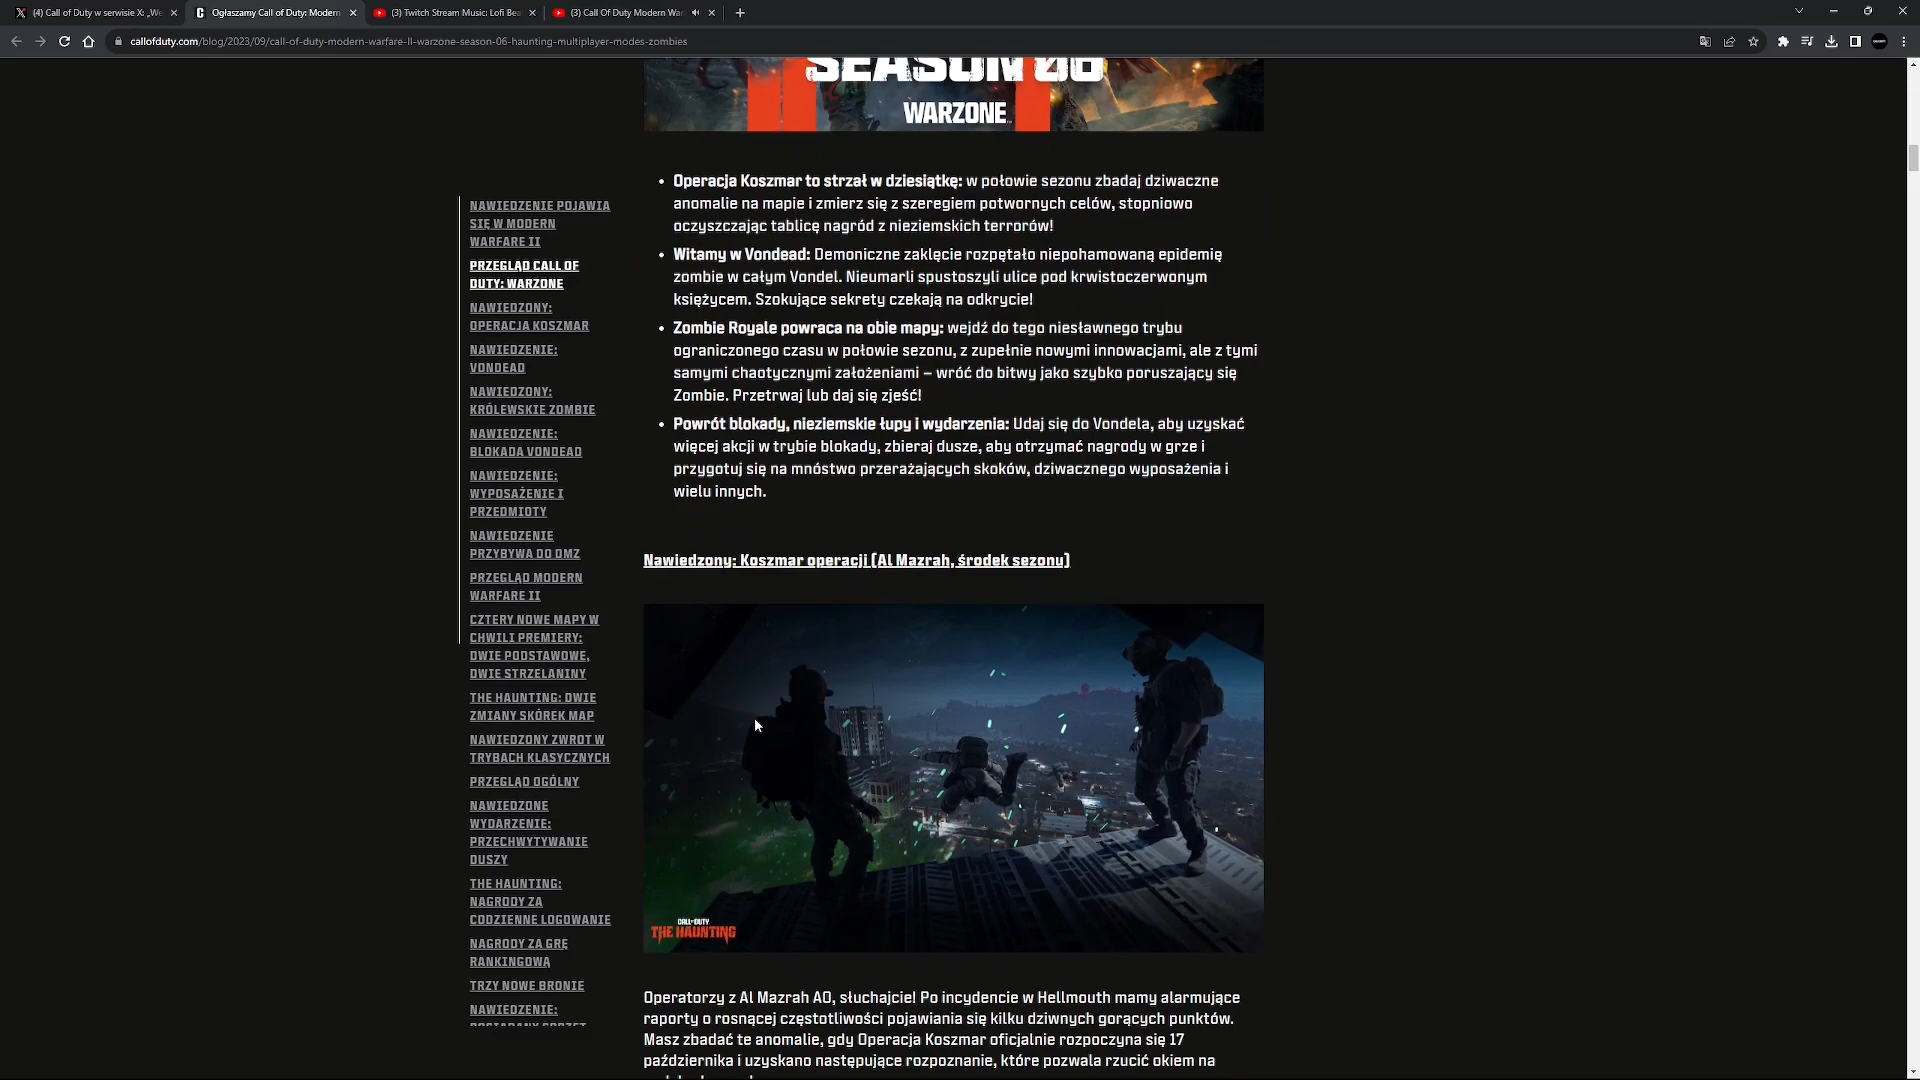 (4) Call of Duty w serwisie X: „We
Ogłaszamy Call of Duty: Modern
(3) Twitch Stream Music: Lofi Bea
(3) Call Of Duty Modern War
callofduty.com/blog/2023/09/call-of-duty-modern-warfare-II-warzone-season-06-haunting-multiplayer-modes-zombies
SEASON 06
WARZONE
NAWIEDZENIE POJAWIA
SIĘ W MODERN
WARFARE II
PRZEGLĄD CALL OF
DUTY: WARZONE
NAWIEDZONY:
OPERACJA KOSZMAR
NAWIEDZENIE:
VONDEAD
NAWIEDZONY:
KRÓLEWSKIE ZOMBIE
NAWIEDZENIE:
BLOKADA VONDEAD
NAWIEDZENIE:
WYPOSAŻENIE I
PRZEDMIOTY
NAWIEDZENIE
PRZYBYWA DO DMZ
PRZEGLĄD MODERN
WARFARE II
CZTERY NOWE MAPY W
CHWILI PREMIERY:
DWIE PODSTAWOWE,
DWIE STRZELANINY
THE HAUNTING: DWIE
ZMIANY SKÓREK MAP
NAWIEDZONY ZWROT W
TRYBACH KLASYCZNYCH
PRZEGLĄD OGÓLNY
NAWIEDZONE
WYDARZENIE:
PRZECHWYTYWANIE
DUSZY
THE HAUNTING:
NAGRODY ZA
CODZIENNE LOGOWANIE
NAGRODY ZA GRĘ
RANKINGOWĄ
TRZY NOWE BRONIE
NAWIEDZENIE:
• Operacja Koszmar to strzał w dziesiątkę: w połowie sezonu zbadaj dziwaczne
anomalie na mapie i zmierz się z szeregiem potwornych celów, stopniowo
oczyszczając tablicę nagród z nieziemskich terrorów!
• Witamy w Vondead: Demoniczne zaklęcie rozpętało niepohamowaną epidemię
zombie w całym Vondel. Nieumarli spustoszyli ulice pod krwistoczerwonym
księżycem. Szokujące sekrety czekają na odkrycie!
• Zombie Royale powraca na obie mapy: wejdź do tego niesławnego trybu
ograniczonego czasu w połowie sezonu, z zupełnie nowymi innowacjami, ale z tymi
samymi chaotycznymi założeniami – wróć do bitwy jako szybko poruszający się
Zombie. Przetrwaj lub daj się zjeść!
• Powrót blokady, nieziemskie łupy i wydarzenia: Udaj się do Vondela, aby uzyskać
więcej akcji w trybie blokady, zbieraj dusze, aby otrzymać nagrody w grze i
przygotuj się na mnóstwo przerażających skoków, dziwacznego wyposażenia i
wielu innych.
Nawiedzony: Koszmar operacji (Al Mazrah, środek sezonu)
CALL OF DUTY
THE HAUNTING
Operatorzy z Al Mazrah AO, słuchajcie! Po incydencie w Hellmouth mamy alarmujące
raporty o rosnącej częstotliwości pojawiania się kilku dziwnych gorących punktów.
Masz zbadać te anomalie, gdy Operacja Koszmar oficjalnie rozpoczyna się 17
października i uzyskano następujące rozpoznanie, które pozwala rzucić okiem na